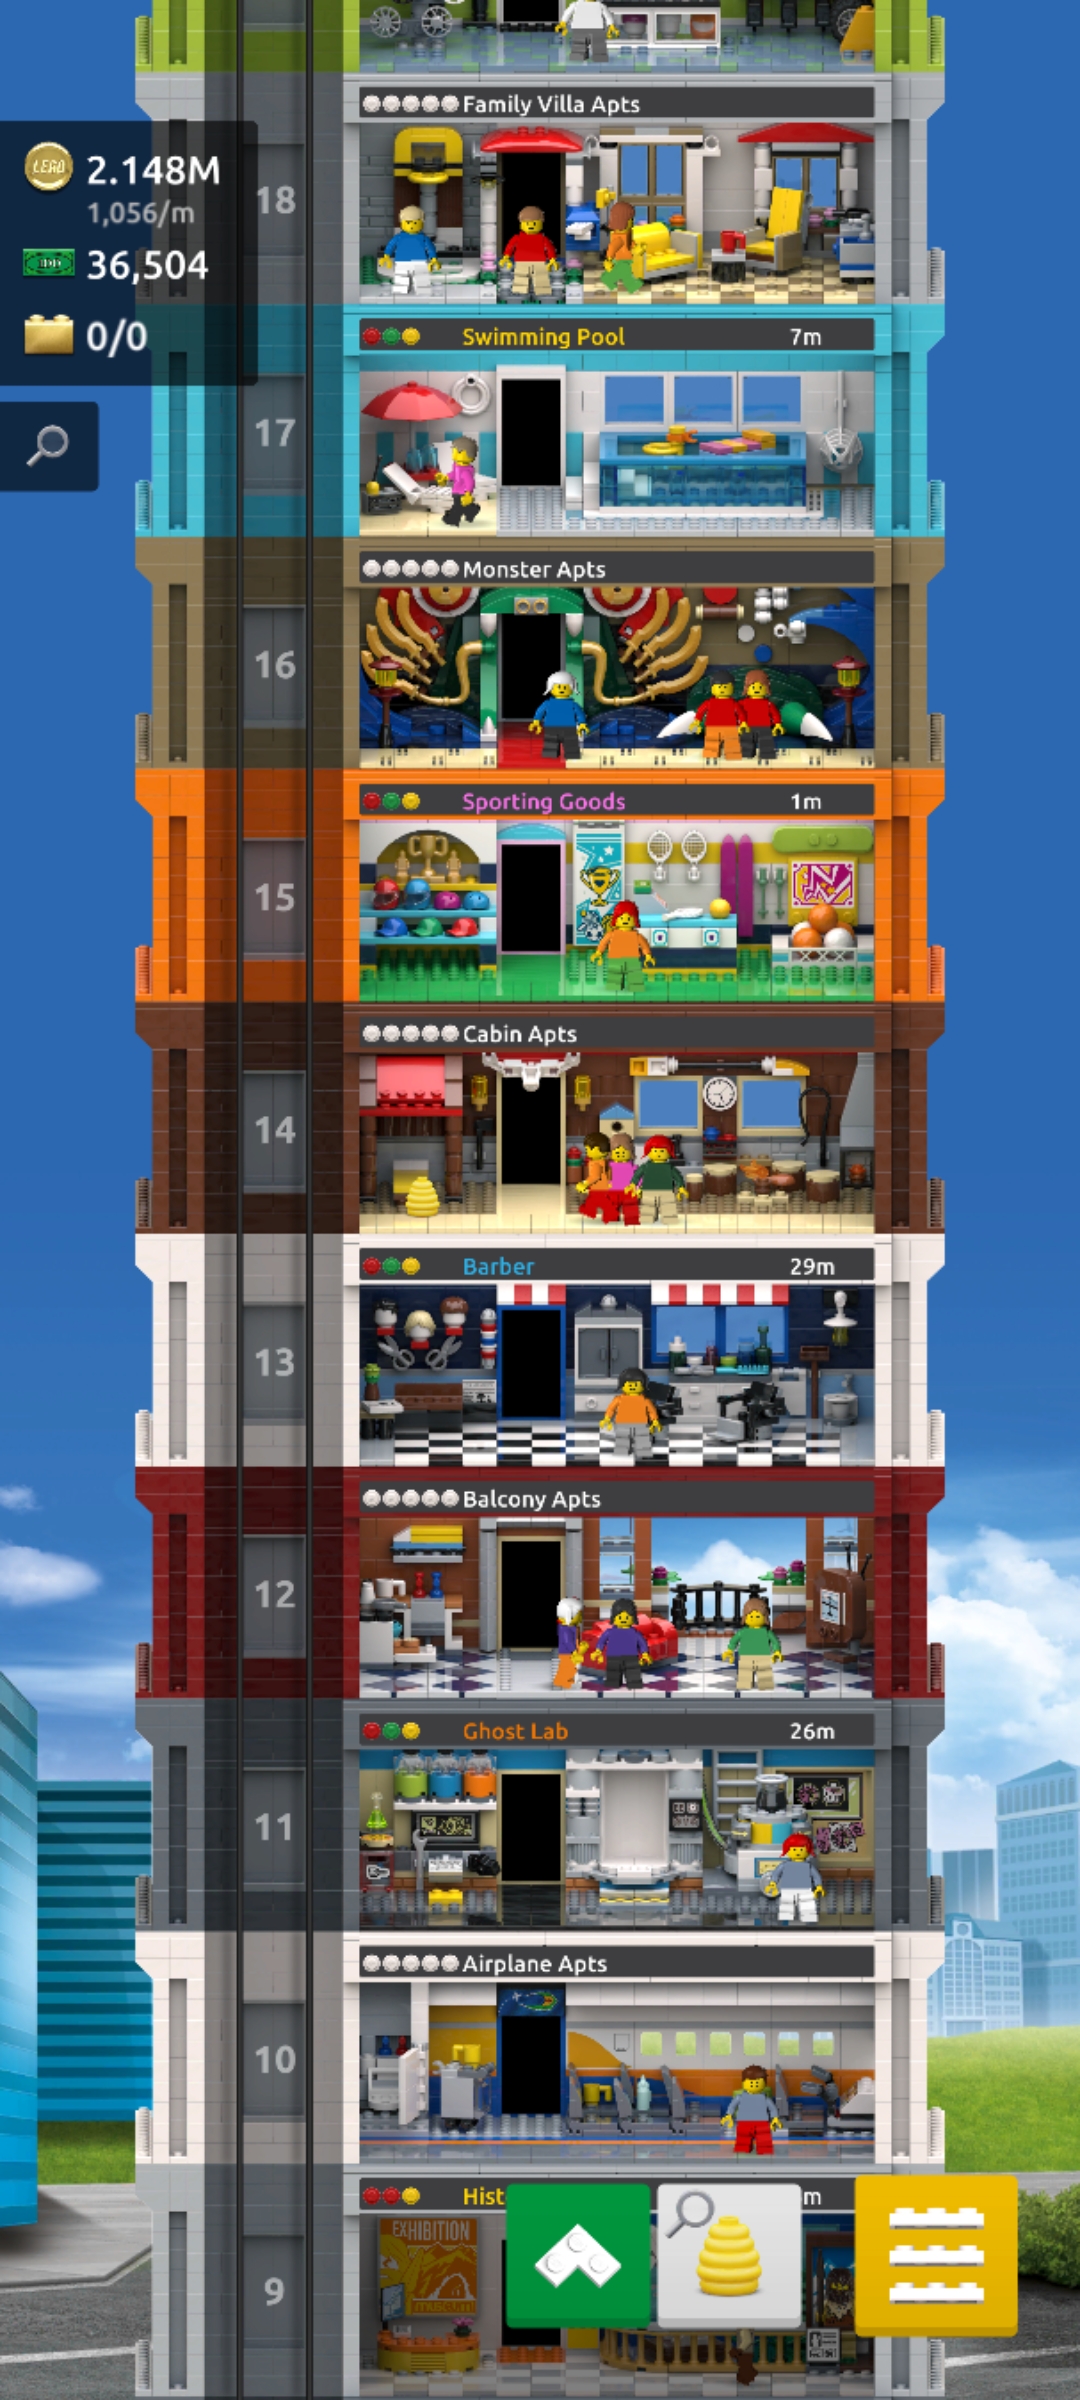 Family Villa Apts
LEGO
2.148M
1,056/m
36,504
0/0
18
Swimming Pool 7m
17
Monster Apts
16
Sporting Goods 1m
15
Cabin Apts
14
Barber 29m
13
Balcony Apts
12
Ghost Lab 26m
11
Airplane Apts
10
Hist m
EXHIBITION
MUSEUM
9